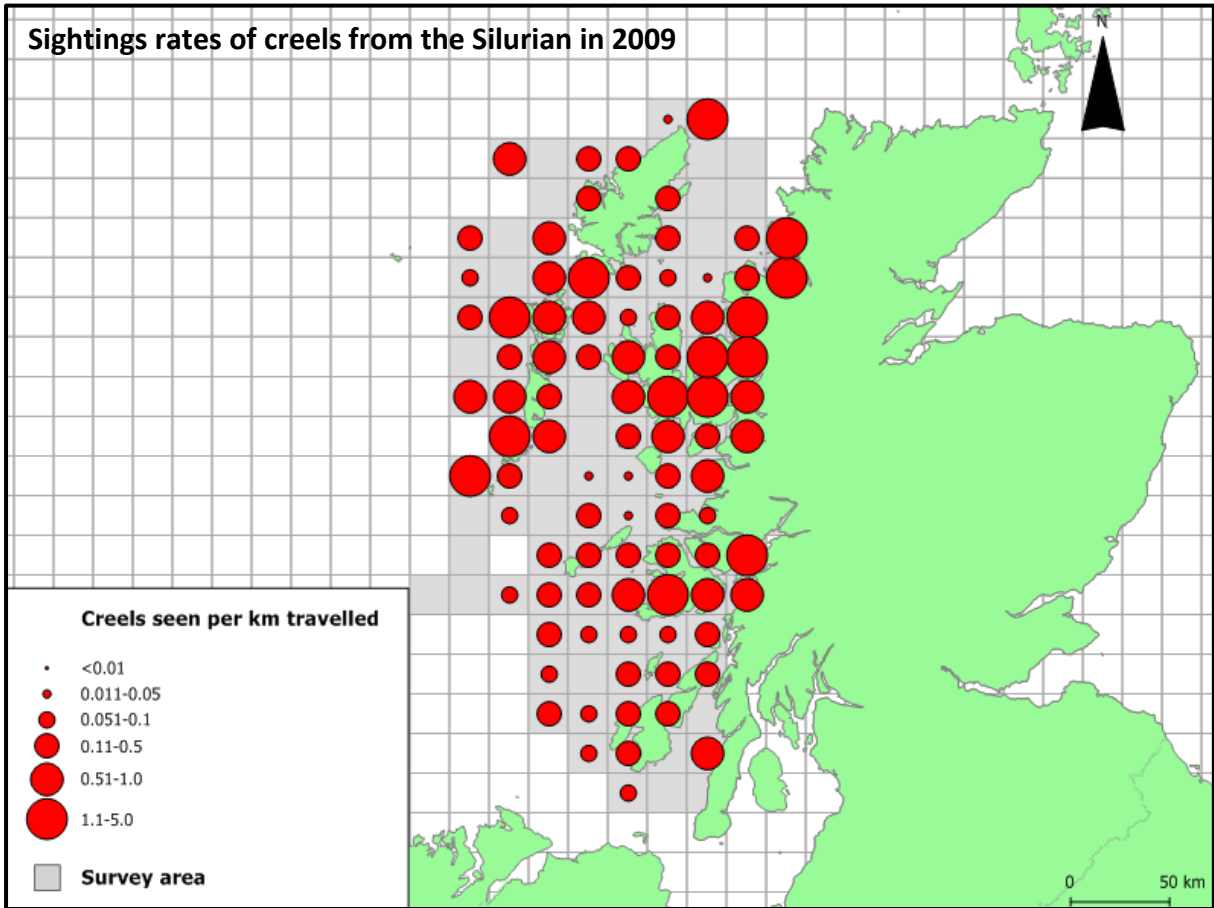 Sightings rates of creels from the Silurian in 2009
N
Creels seen per km travelled
<0.01
0.011-0.05
0.051-0.1
0.11-0.5
0.51-1.0
1.1-5.0
Survey area
0 50 km